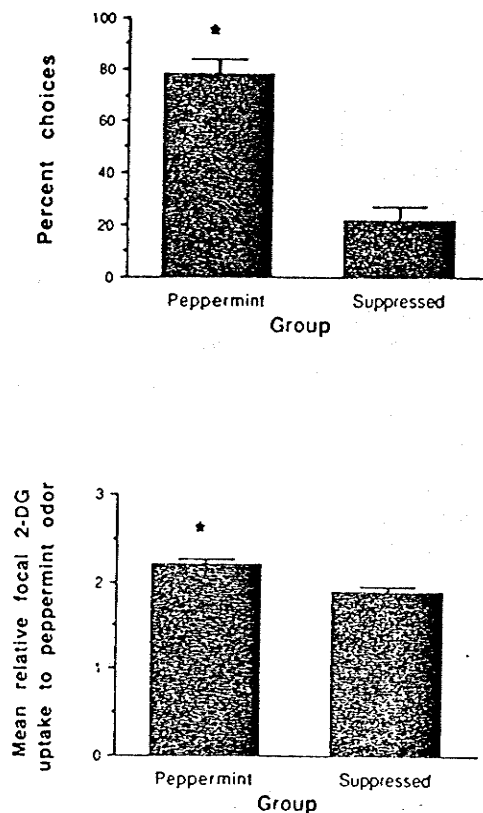 ★
100
80
60
40
20
0
Percent choices
Peppermint Suppressed
Group
★
3
2
1
0
Mean relative focal 2-DG
uptake to peppermint odor
Peppermint Suppressed
Group